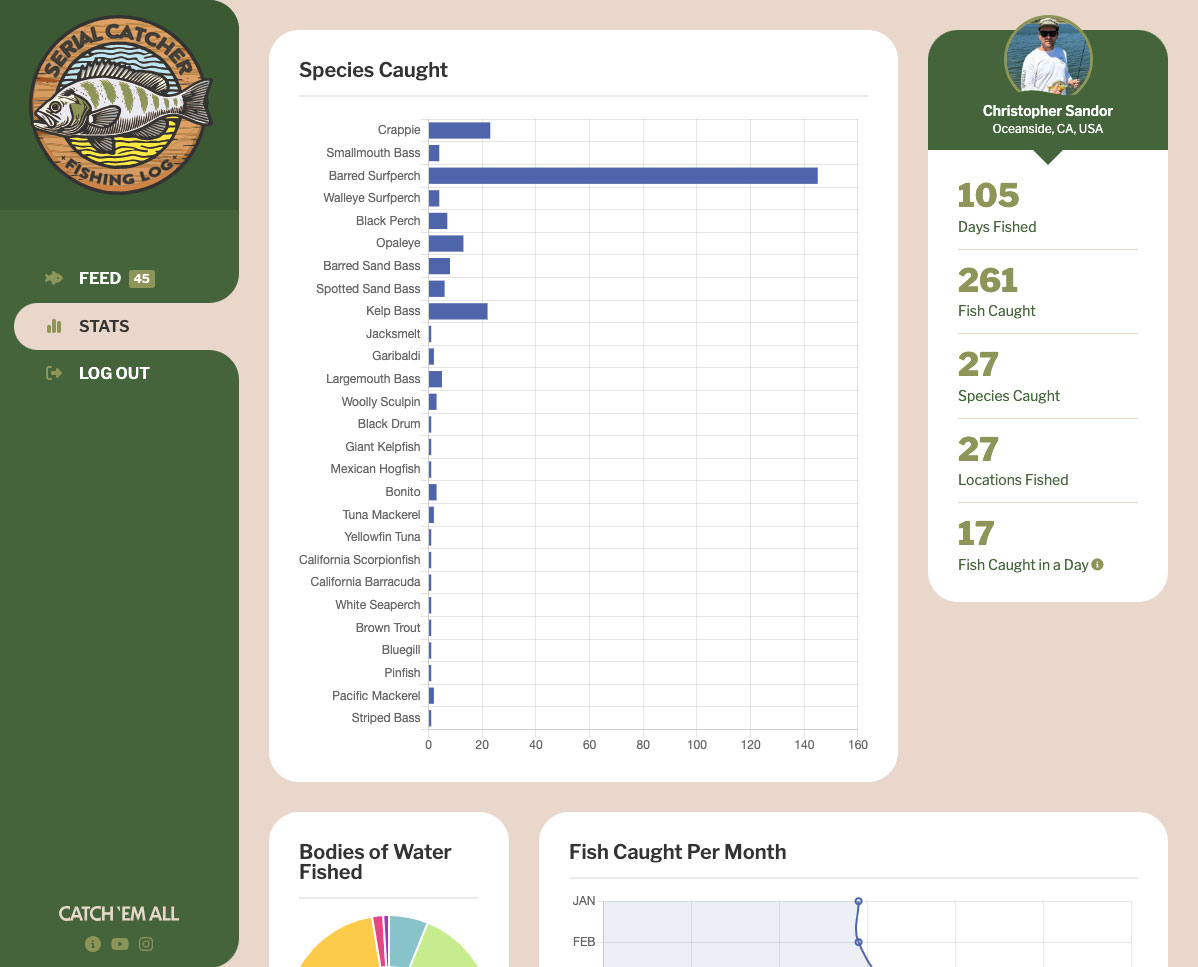 SERIAL CATCHER
FISHING LOG
FEED 45
STATS
LOG OUT
CATCH 'EM ALL
Species Caught
Crappie
Smallmouth Bass
Barred Surfperch
Walleye Surfperch
Black Perch
Opaleye
Barred Sand Bass
Spotted Sand Bass
Kelp Bass
Jacksmelt
Garibaldi
Largemouth Bass
Woolly Sculpin
Black Drum
Giant Kelpfish
Mexican Hogfish
Bonito
Tuna Mackerel
Yellowfin Tuna
California Scorpionfish
California Barracuda
White Seaperch
Brown Trout
Bluegill
Pinfish
Pacific Mackerel
Striped Bass
0 20 40 60 80 100 120 140 160
Christopher Sandor
Oceanside, CA, USA
105
Days Fished
261
Fish Caught
27
Species Caught
27
Locations Fished
17
Fish Caught in a Day
Bodies of Water
Fished
Fish Caught Per Month
JAN
FEB